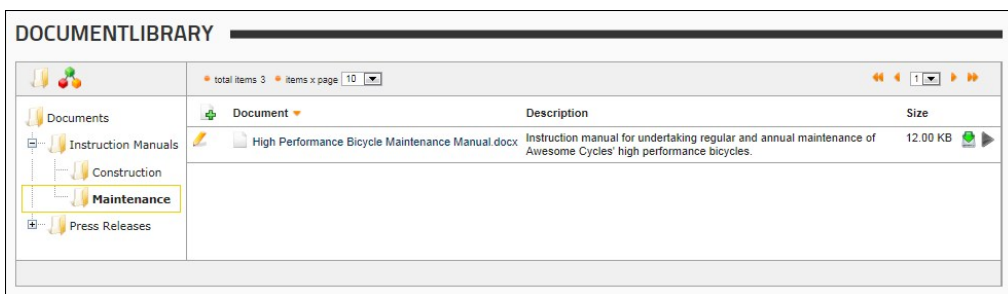 DOCUMENTLIBRARY
total items 3 items x page 10
1
Documents
Instruction Manuals
Construction
Maintenance
Press Releases
Document Description Size
High Performance Bicycle Maintenance Manual.docx Instruction manual for undertaking regular and annual maintenance of 12.00 KB
Awesome Cycles' high performance bicycles.